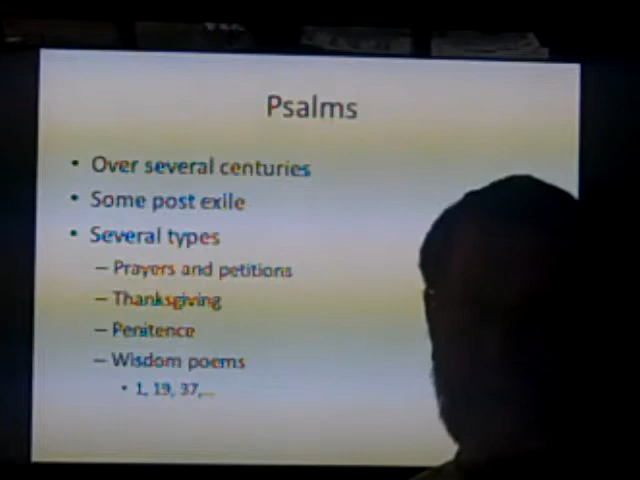 Psalms
• Over several centuries
• Some post exile
• Several types
– Prayers and petitions
– Thanksgiving
– Penitence
– Wisdom poems
• 1, 19, 37,...